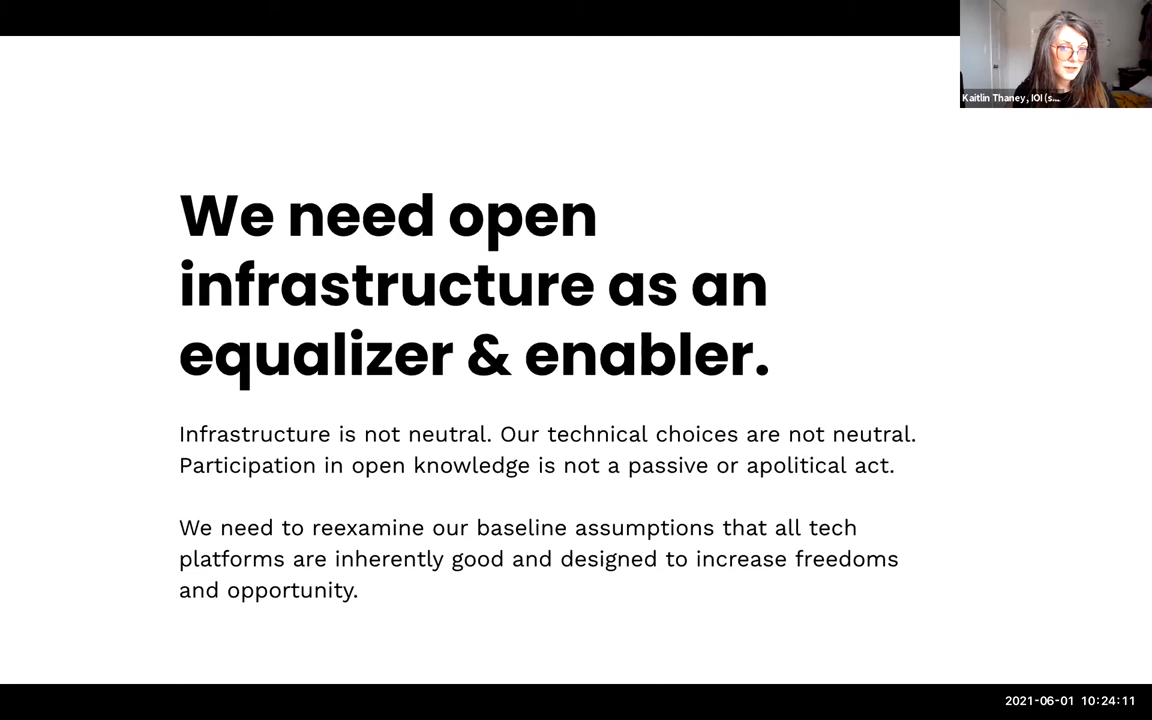 Kaitlin Thaney, IOI (s...
We need open
infrastructure as an
equalizer & enabler.
Infrastructure is not neutral. Our technical choices are not neutral.
Participation in open knowledge is not a passive or apolitical act.
We need to reexamine our baseline assumptions that all tech
platforms are inherently good and designed to increase freedoms
and opportunity.
2021-06-01 10:24:11